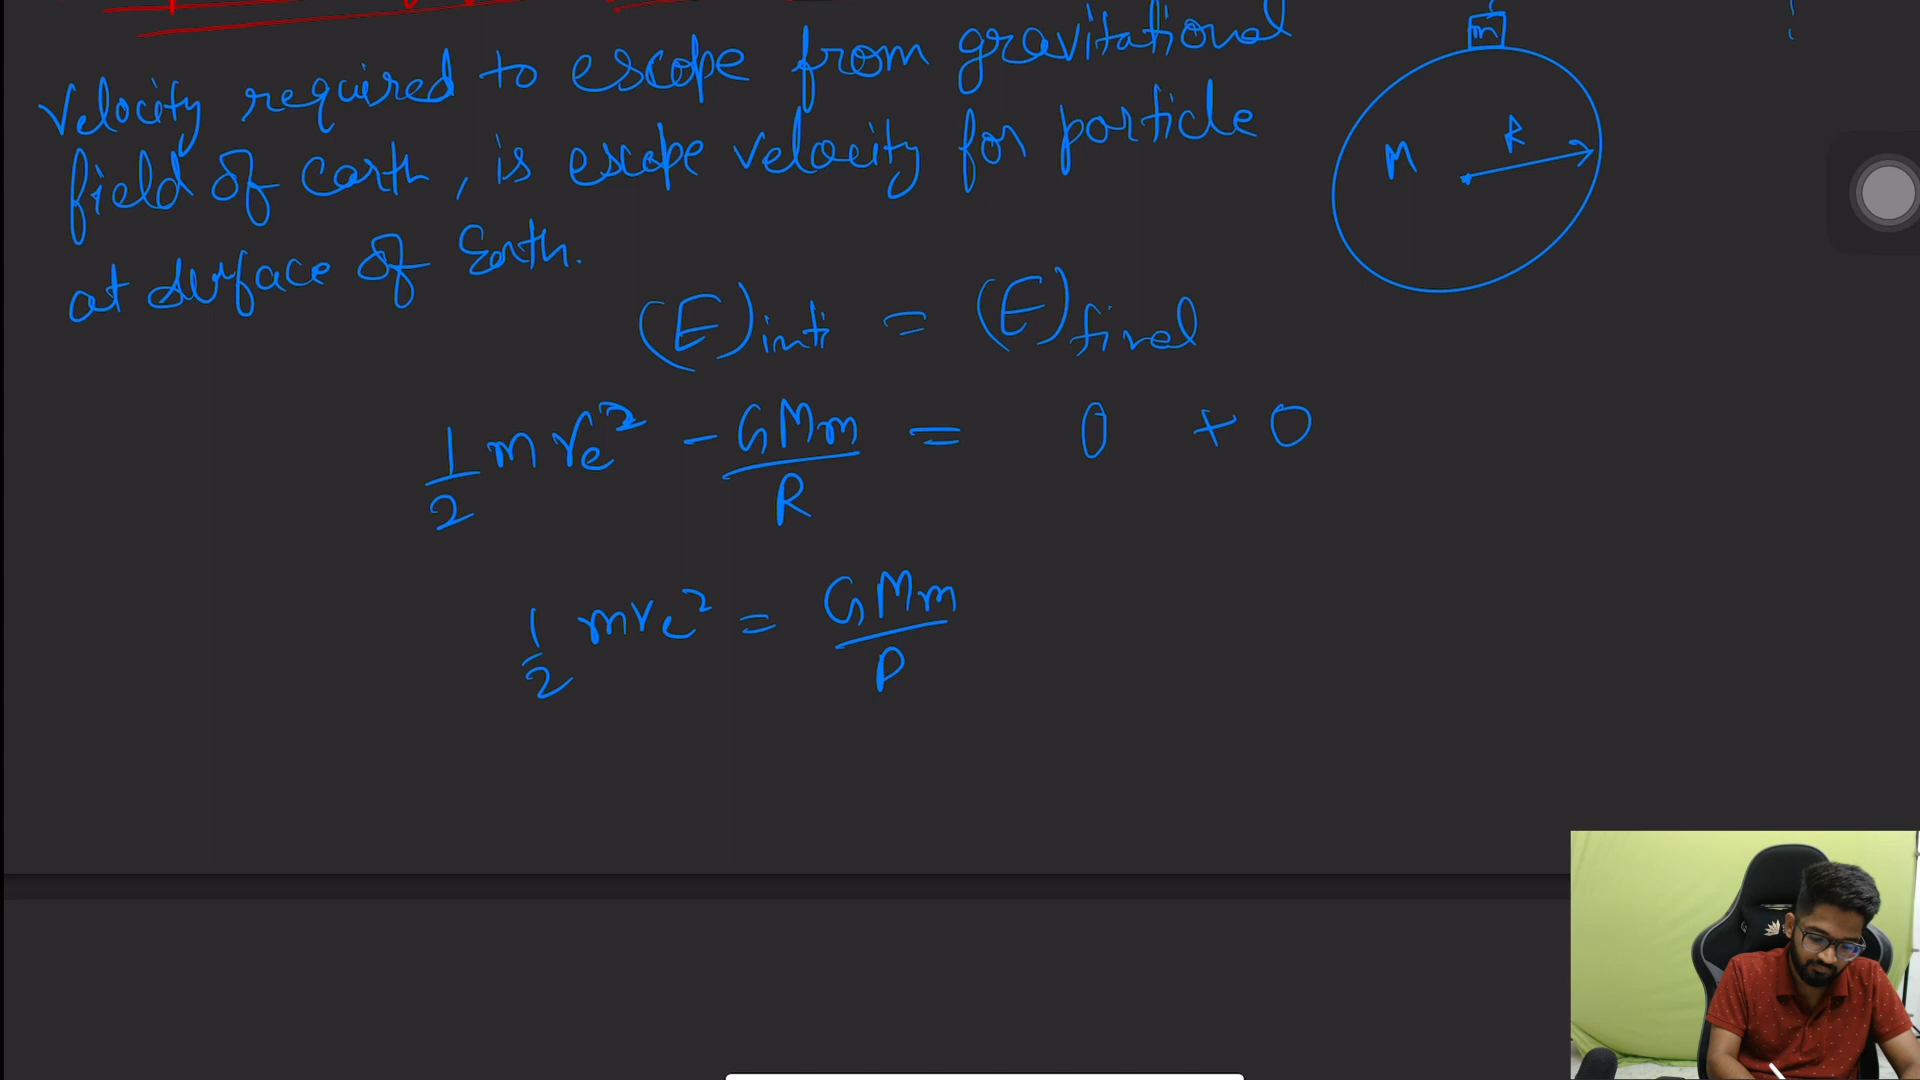 Velocity required to escape from gravitational
field of earth, is escape velocity for particle
at surface of Earth.
m
M
R
(E)inti = (E)final
1/2 mve² - GMm/R = 0 + 0
1/2 mve² = GMm/P